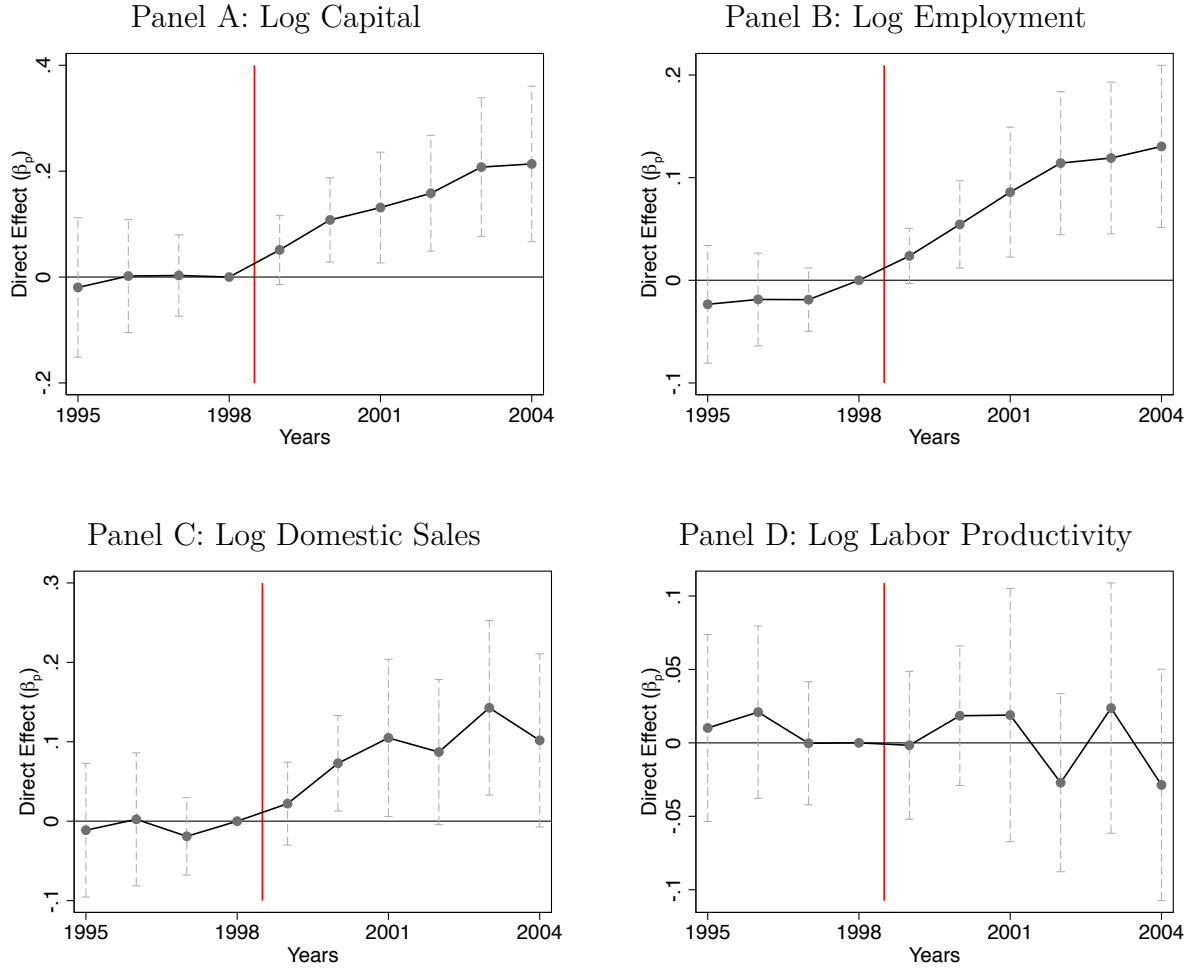 Panel A: Log Capital
Direct Effect (βp)
.4
.2
0
-.2
1995 1998 2001 2004
Years
Panel B: Log Employment
Direct Effect (βp)
.2
.1
0
-.1
1995 1998 2001 2004
Years
Panel C: Log Domestic Sales
Direct Effect (βp)
.3
.2
.1
0
-.1
1995 1998 2001 2004
Years
Panel D: Log Labor Productivity
Direct Effect (βp)
.1
.05
0
-.05
-.1
1995 1998 2001 2004
Years